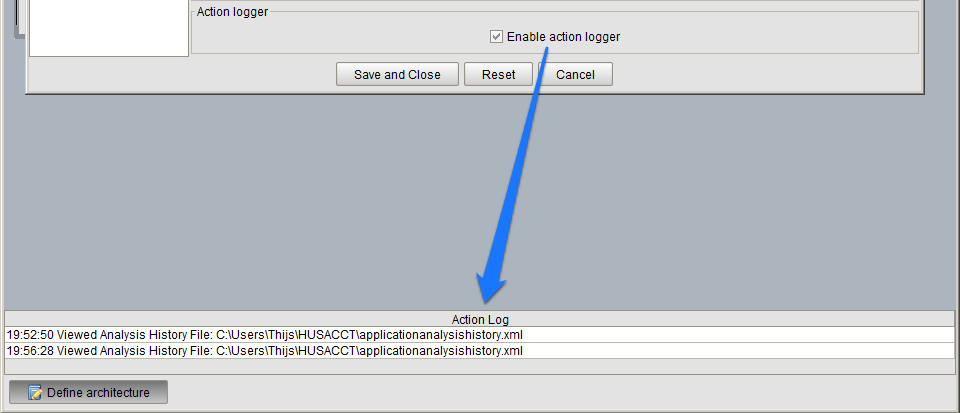 Action logger
Enable action logger
Save and Close Reset Cancel
Action Log
19:52:50 Viewed Analysis History File: C:\Users\Thijs\HUSACCT\applicationanalysishistory.xml
19:56:28 Viewed Analysis History File: C:\Users\Thijs\HUSACCT\applicationanalysishistory.xml
Define architecture